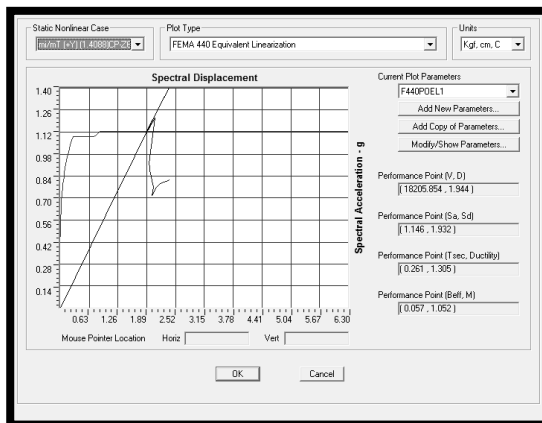 Static Nonlinear Case
Plot Type
Units
FEMA 440 Equivalent Linearization
Kgf, cm, C
Spectral Displacement
Current Plot Parameters
F440PDEL1
Add New Parameters...
Add Copy of Parameters...
Modify/Show Parameters...
1.40
1.26
1.12
0.98
0.84
0.70
0.56
0.42
0.28
0.14
Spectral Acceleration - g
Performance Point (V, D)
( 18205.854 , 1.944 )
Performance Point (Sa, Sd)
( 1.146 , 1.932 )
Performance Point (Tsec, Ductility)
( 0.261 , 1.305 )
Performance Point (Beff, M)
( 0.057 , 1.052 )
0.63 1.26 1.89 2.52 3.15 3.78 4.41 5.04 5.67 6.30
Mouse Pointer Location Horiz Vert
OK Cancel